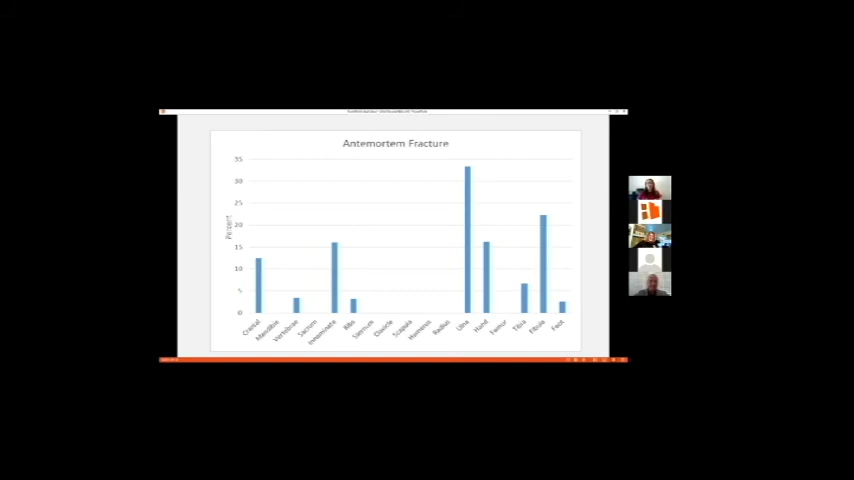 Antemortem Fracture
Percent
35
30
25
20
15
10
5
0
Cranial
Mandible
Vertebrae
Sacrum
Innominate
Ribs
Sternum
Clavicle
Scapula
Humerus
Radius
Ulna
Hand
Femur
Tibia
Fibula
Foot